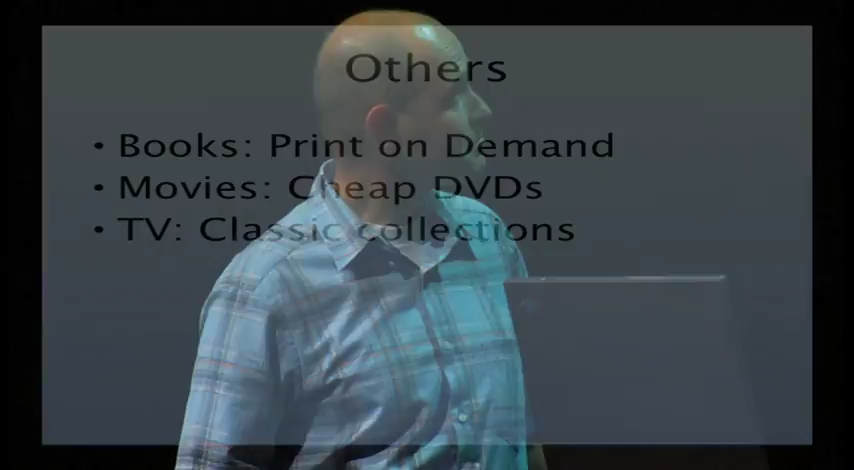 Others
• Books: Print on Demand
• Movies: Cheap DVDs
• TV: Classic collections